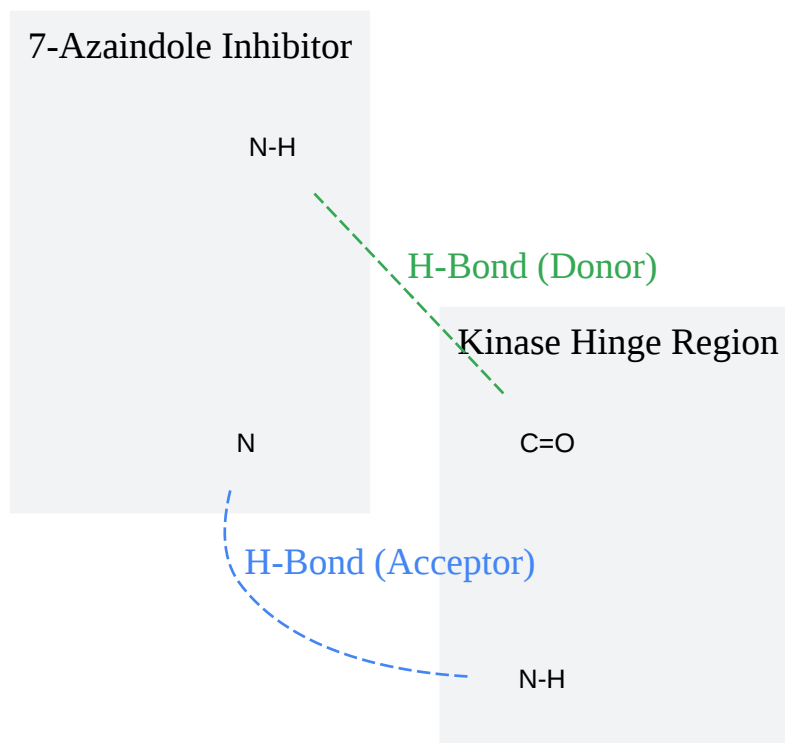 7-Azaindole Inhibitor
N-H
H-Bond (Donor)
Kinase Hinge Region
N
C=O
H-Bond (Acceptor)
N-H